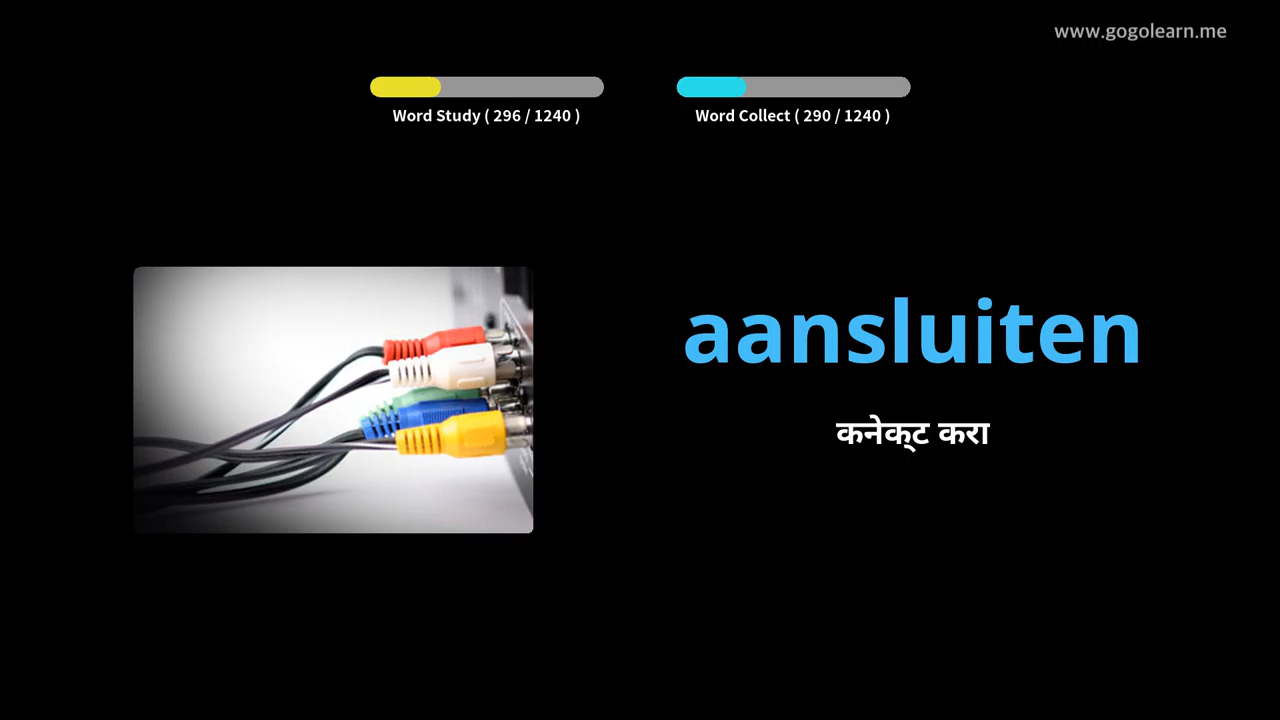 www.gogolearn.me
Word Study ( 296 / 1240 )
Word Collect ( 290 / 1240 )
aansluiten
कनेक्ट करा